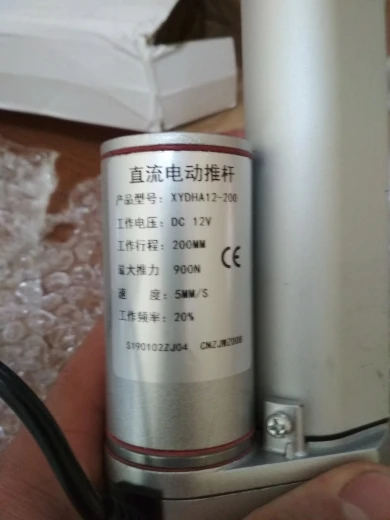 直流电动推杆
产品型号: XYDHA12-200
工作电压: DC 12V
工作行程: 200MM
最大推力 900N
CE
速 度: 5MM/S
工作频率: 20%
S190102ZJ04 CNZJWZ008